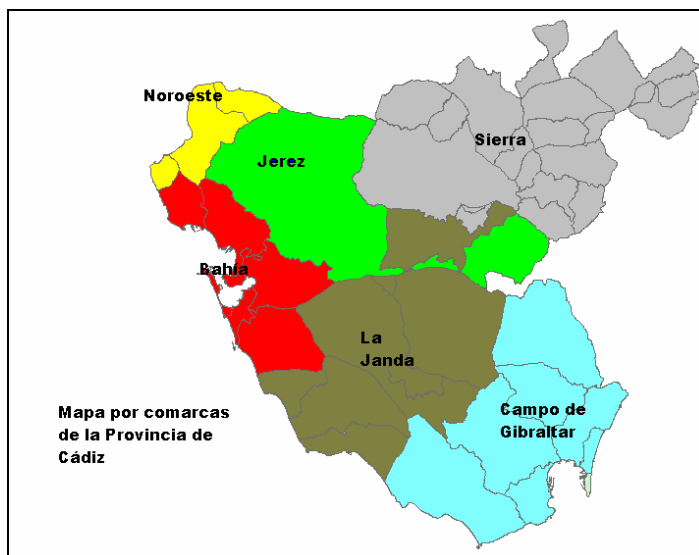 Noroeste
Sierra
Jerez
Bahía
La
Janda
Campo de
Gibraltar
Mapa por comarcas
de la Provincia de
Cádiz